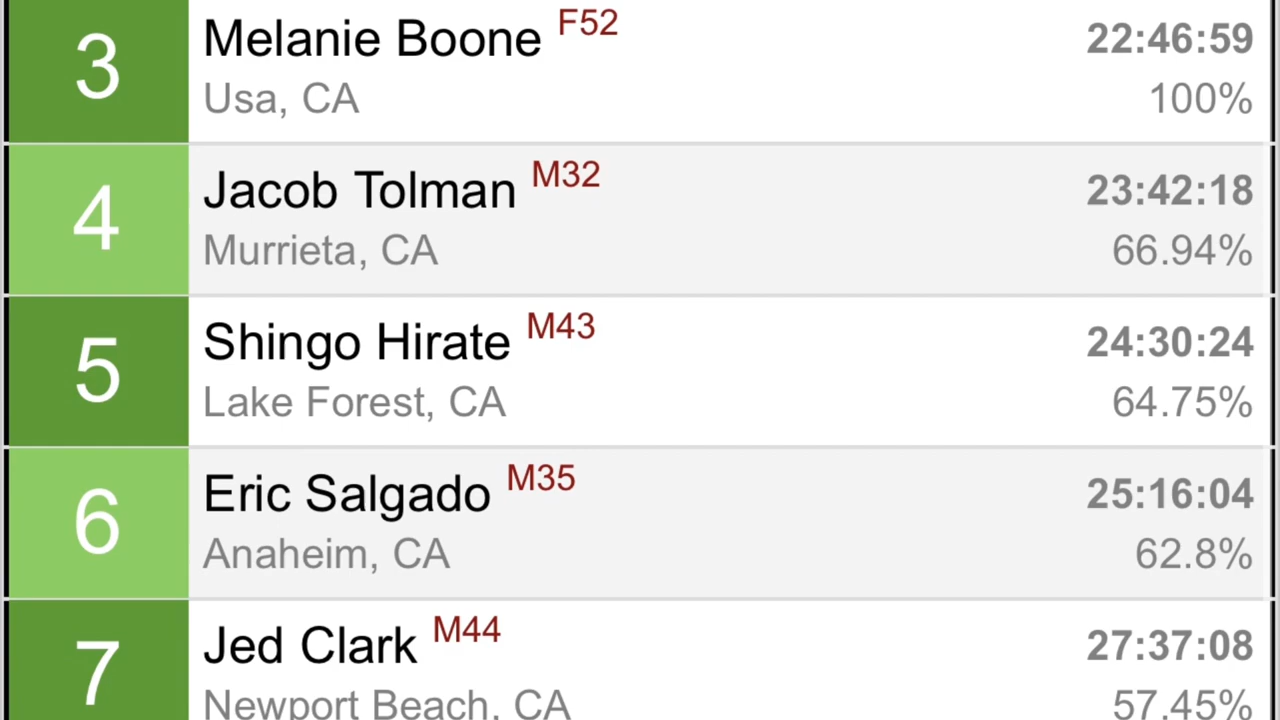 3
Melanie Boone F52
22:46:59
Usa, CA
100%
4
Jacob Tolman M32
23:42:18
Murrieta, CA
66.94%
5
Shingo Hirate M43
24:30:24
Lake Forest, CA
64.75%
6
Eric Salgado M35
25:16:04
Anaheim, CA
62.8%
7
Jed Clark M44
27:37:08
Newport Beach, CA
57.45%